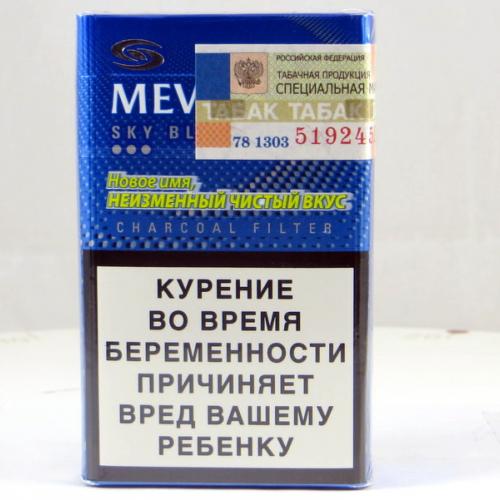 РОССИЙСКАЯ ФЕДЕРАЦИЯ
ТАБАЧНАЯ ПРОДУКЦИЯ
СПЕЦИАЛЬНАЯ
MEV
ТАБАК ТАБАК
SKY BL
78 1303 519245
Новое имя,
НЕИЗМЕННЫЙ ЧИСТЫЙ ВКУС
CHARCOAL FILTER
КУРЕНИЕ
ВО ВРЕМЯ
БЕРЕМЕННОСТИ
ПРИЧИНЯЕТ
ВРЕД ВАШЕМУ
РЕБЕНКУ